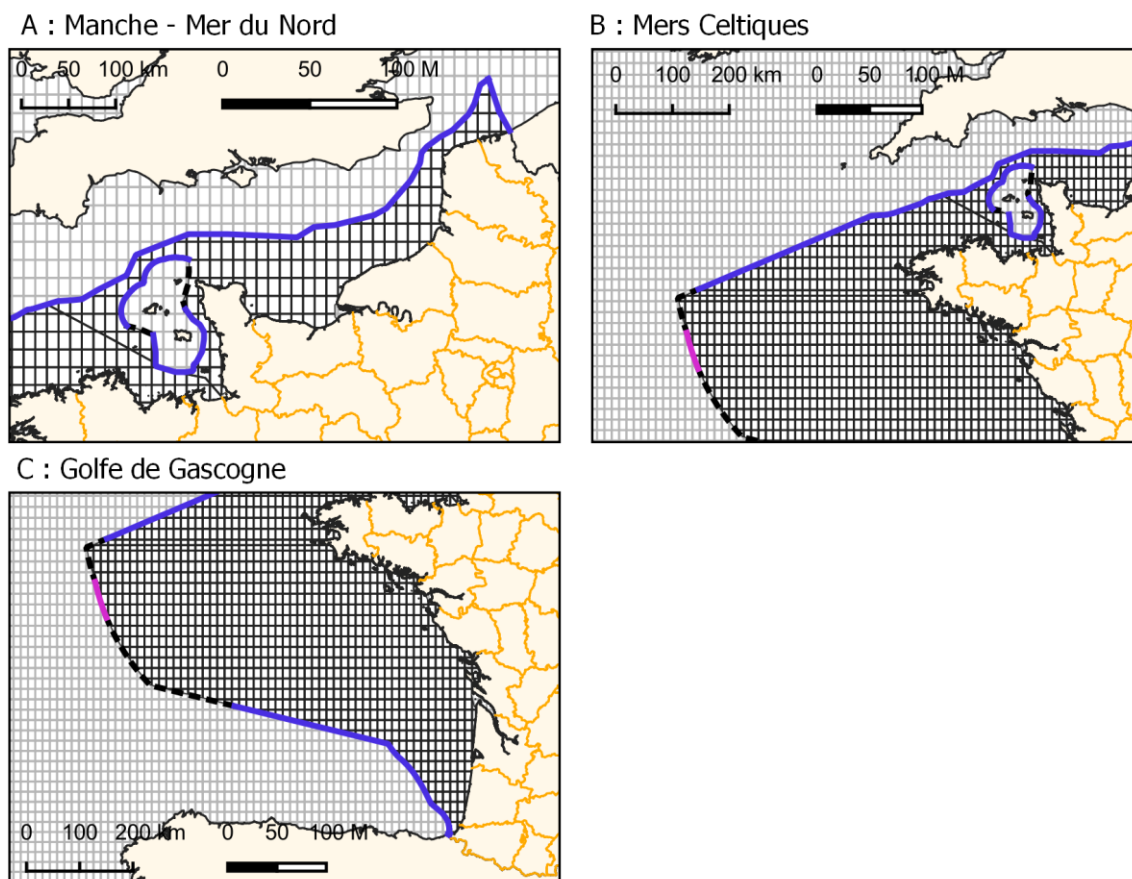 A : Manche - Mer du Nord
0 50 100 km 0 50 100 M
B : Mers Celtiques
0 100 200 km 0 50 100 M
C : Golfe de Gascogne
0 100 200 km 0 50 100 M